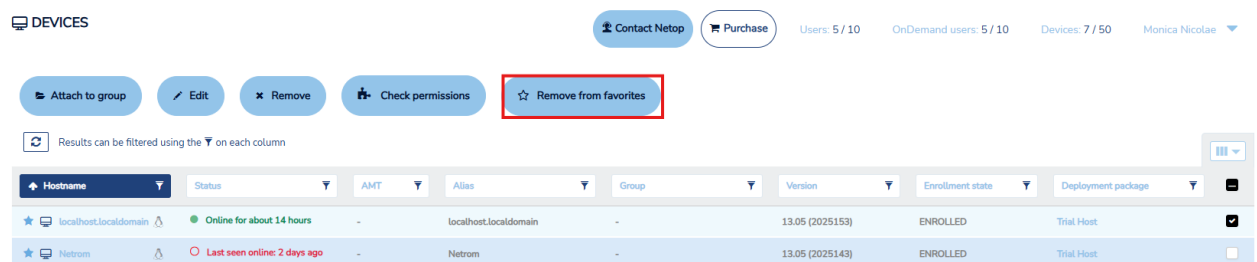 DEVICES
Contact Netop
Purchase
Users: 5 / 10
OnDemand users: 5 / 10
Devices: 7 / 50
Monica Nicolae
Attach to group
Edit
Remove
Check permissions
Remove from favorites
Results can be filtered using the on each column
Hostname
Status
AMT
Alias
Group
Version
Enrollment state
Deployment package
localhost.localdomain
Online for about 14 hours
-
localhost.localdomain
-
13.05 (2025153)
ENROLLED
Trial Host
Netrom
Last seen online: 2 days ago
-
Netrom
-
13.05 (2025143)
ENROLLED
Trial Host